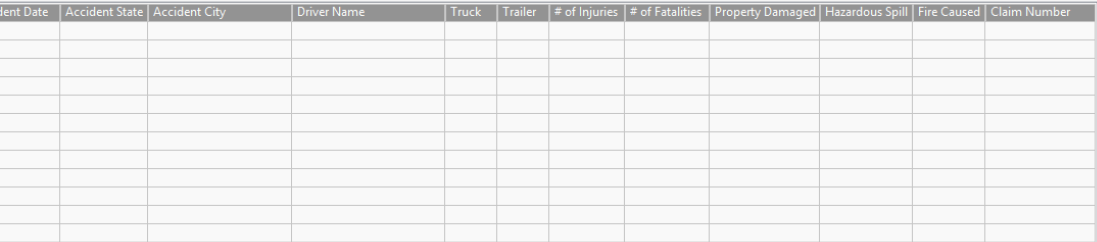 dent Date Accident State Accident City Driver Name Truck Trailer # of Injuries # of Fatalities Property Damaged Hazardous Spill Fire Caused Claim Number